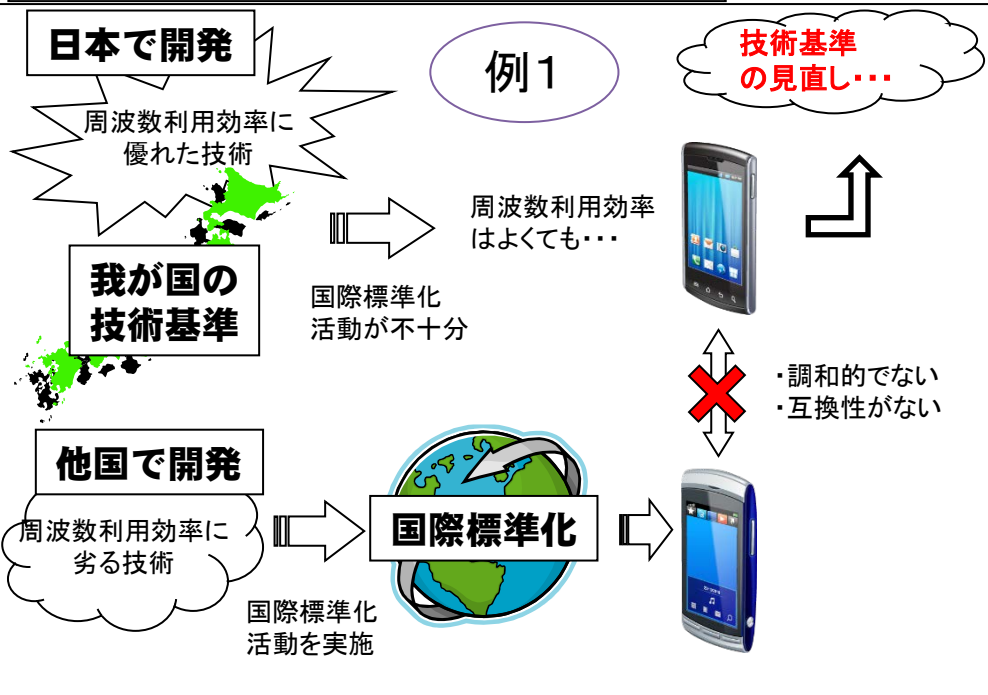 日本で開発
周波数利用効率に
優れた技術
例１
技術基準
の見直し・・・
我が国の
技術基準
国際標準化
活動が不十分
周波数利用効率
はよくても・・・
・調和的でない
・互換性がない
他国で開発
周波数利用効率に
劣る技術
国際標準化
国際標準化
活動を実施